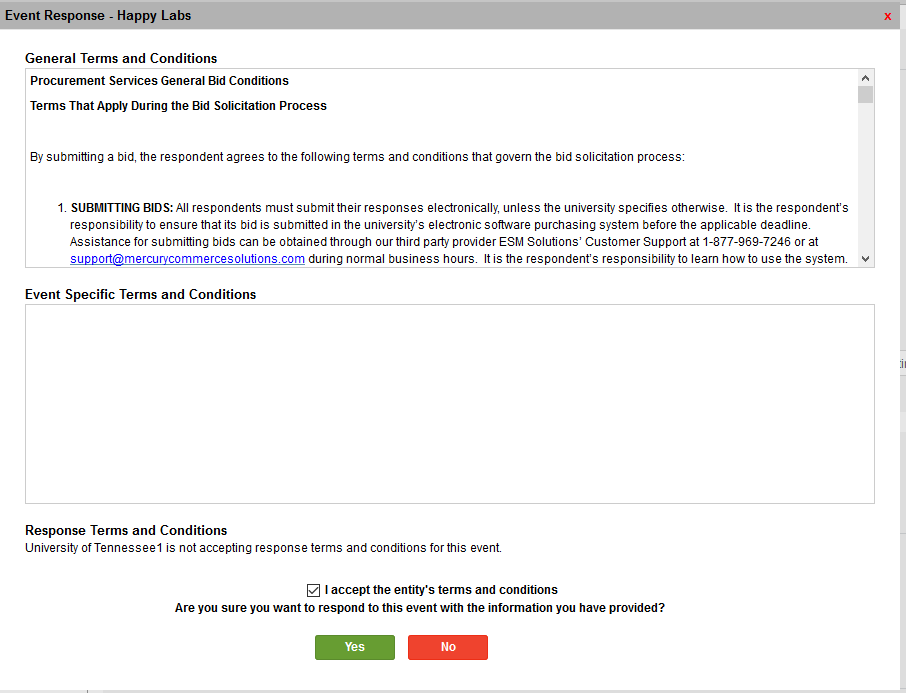 Event Response - Happy Labs
x
General Terms and Conditions
Procurement Services General Bid Conditions
Terms That Apply During the Bid Solicitation Process
By submitting a bid, the respondent agrees to the following terms and conditions that govern the bid solicitation process:
1. SUBMITTING BIDS: All respondents must submit their responses electronically, unless the university specifies otherwise. It is the respondent's
responsibility to ensure that its bid is submitted in the university's electronic software purchasing system before the applicable deadline.
Assistance for submitting bids can be obtained through our third party provider ESM Solutions' Customer Support at 1-877-969-7246 or at
support@mercurycommercesolutions.com during normal business hours. It is the respondent's responsibility to learn how to use the system.
Event Specific Terms and Conditions
Response Terms and Conditions
University of Tennessee1 is not accepting response terms and conditions for this event.
I accept the entity's terms and conditions
Are you sure you want to respond to this event with the information you have provided?
Yes No